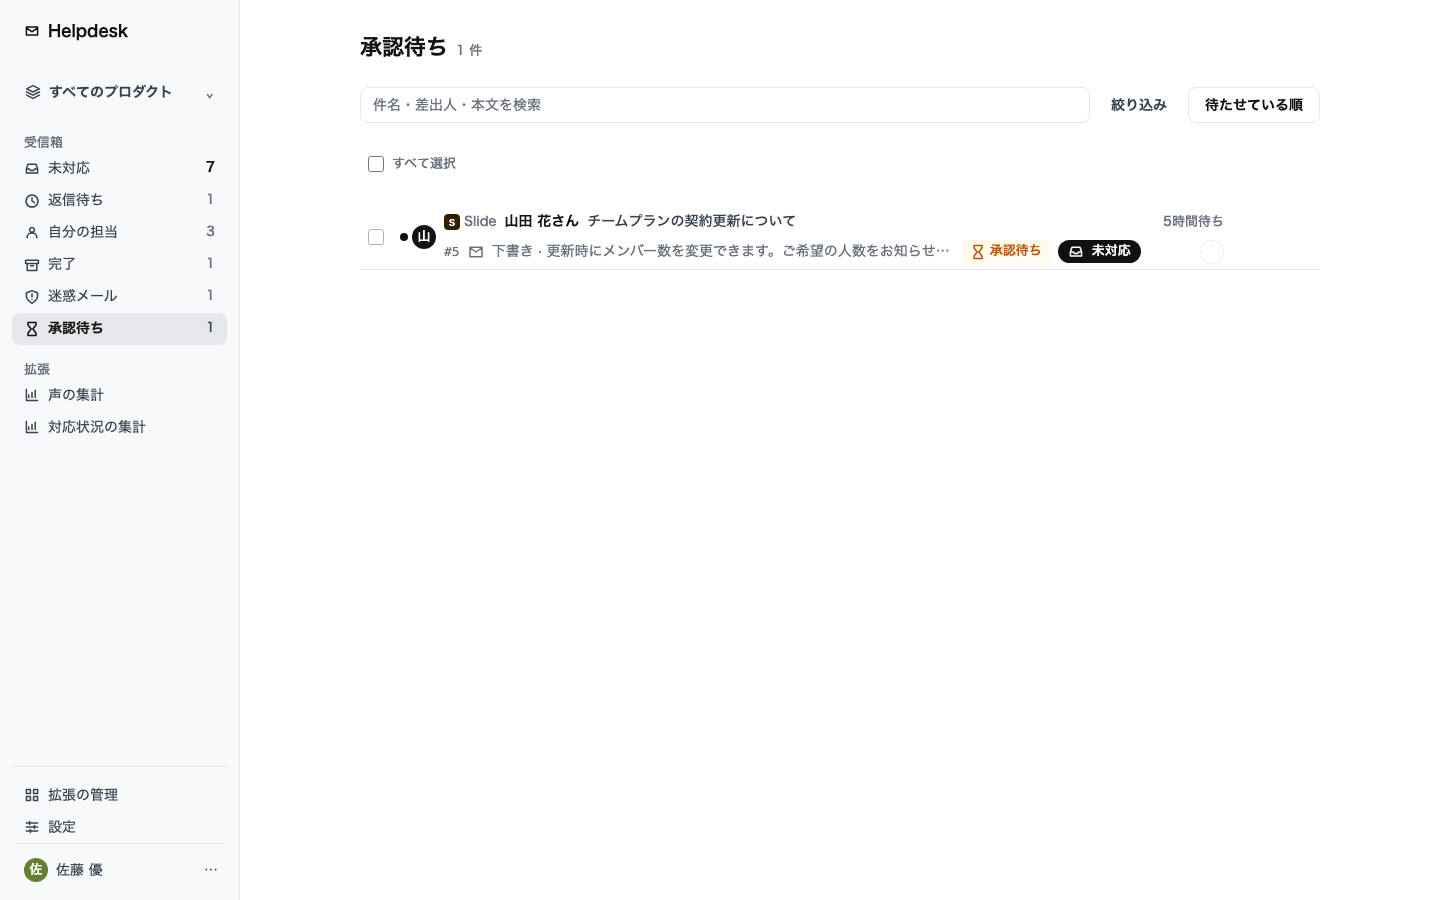 Helpdesk
すべてのプロダクト
受信箱
未対応 7
返信待ち 1
自分の担当 3
完了 1
迷惑メール 1
承認待ち 1
拡張
声の集計
対応状況の集計
拡張の管理
設定
佐 佐藤 優 …
承認待ち 1 件
件名・差出人・本文を検索 絞り込み 待たせている順
すべて選択
山 S Slide 山田 花さん チームプランの契約更新について 5時間待ち
#5 下書き · 更新時にメンバー数を変更できます。ご希望の人数をお知らせ… 承認待ち 未対応